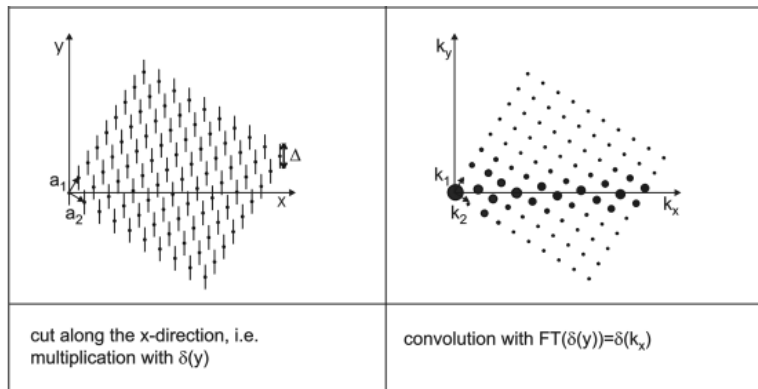 y
Δ
a1
a2
x
ky
k1
k2
kx
cut along the x-direction, i.e.
multiplication with δ(y)
convolution with FT(δ(y))=δ(kx)